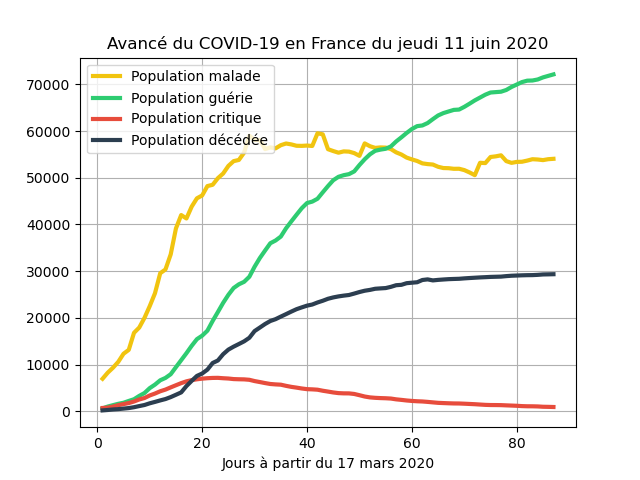 Avancé du COVID-19 en France du jeudi 11 juin 2020
Population malade
Population guérie
Population critique
Population décédée
70000
60000
50000
40000
30000
20000
10000
0
0 20 40 60 80
Jours à partir du 17 mars 2020